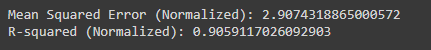 Mean Squared Error (Normalized): 2.9074318865000572
R-squared (Normalized): 0.9059117026092903